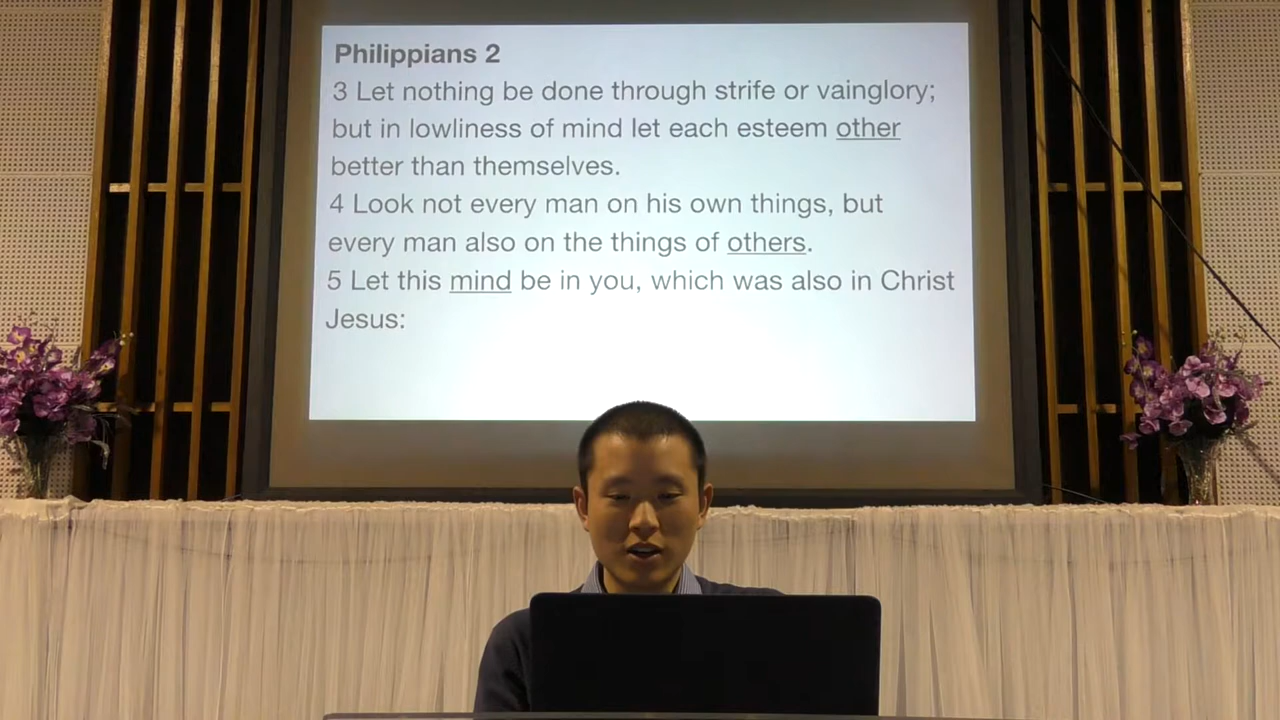 Philippians 2
3 Let nothing be done through strife or vainglory;
but in lowliness of mind let each esteem other
better than themselves.
4 Look not every man on his own things, but
every man also on the things of others.
5 Let this mind be in you, which was also in Christ
Jesus: